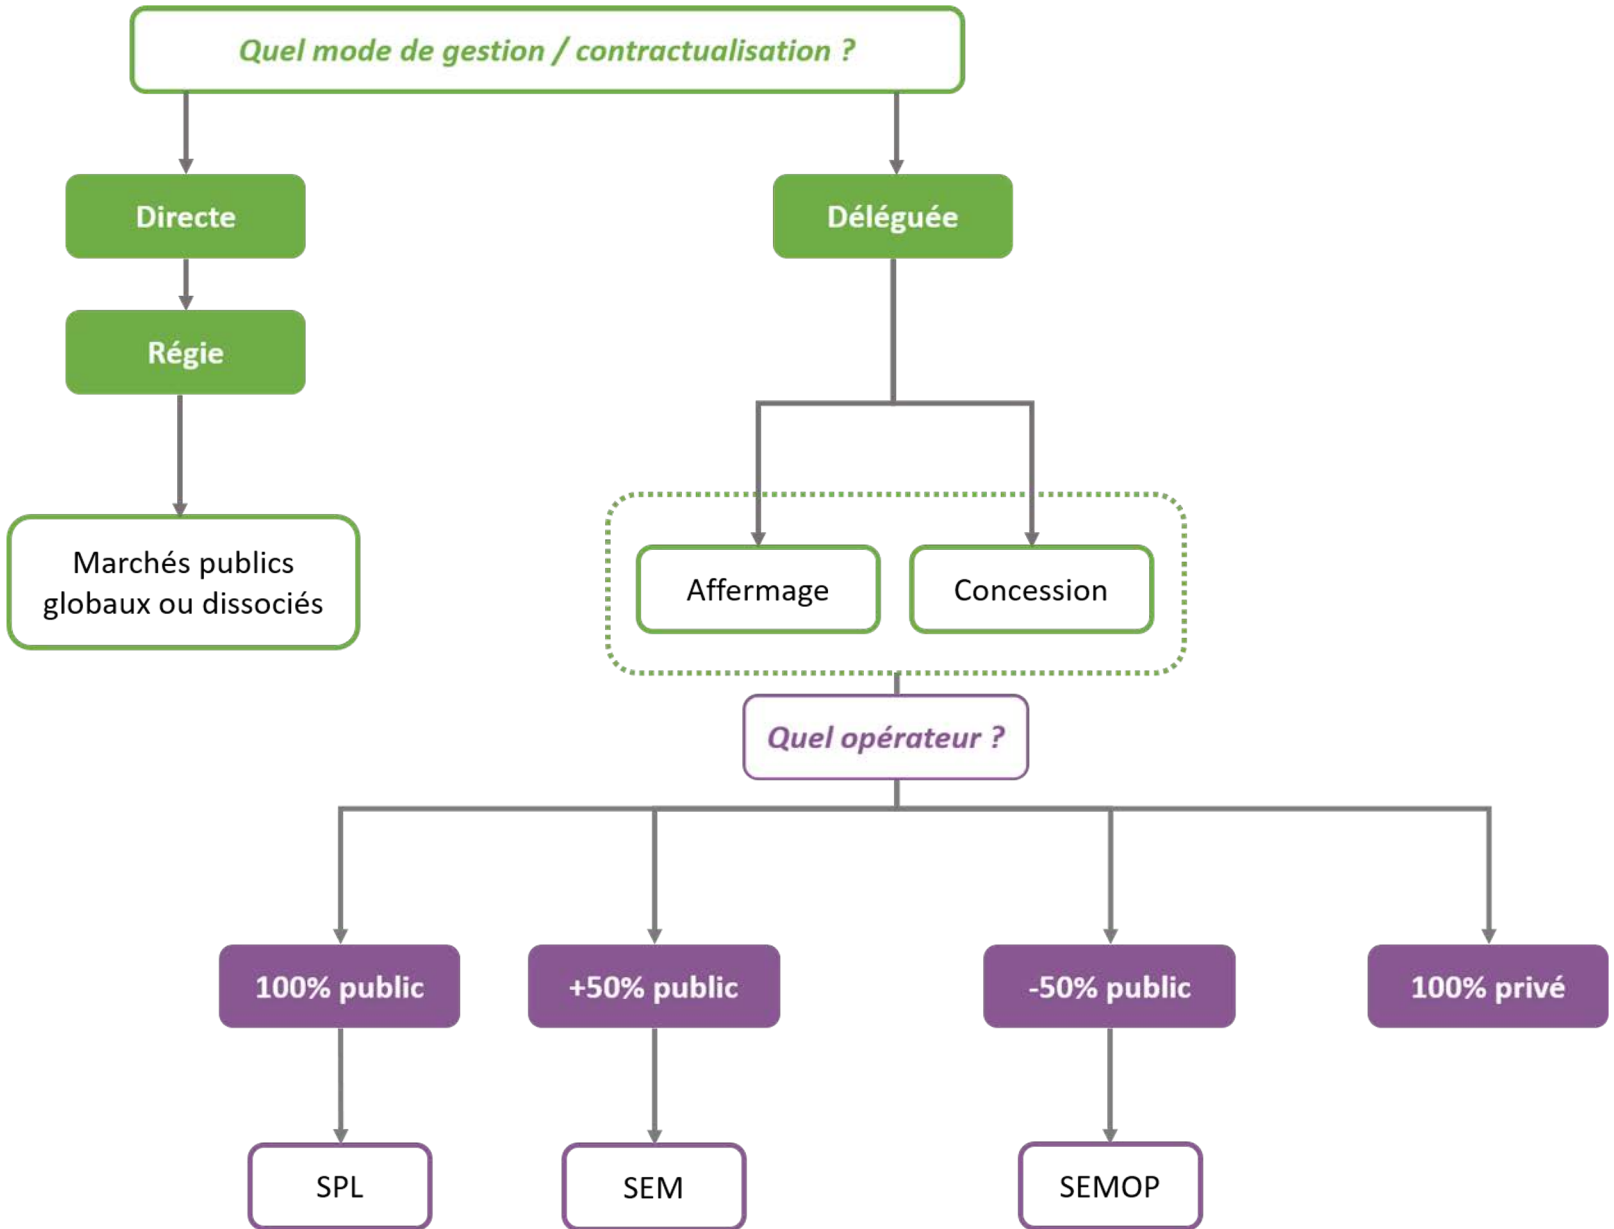 Quel mode de gestion / contractualisation ?
Directe
Déléguée
Régie
Marchés publics
globaux ou dissociés
Affermage
Concession
Quel opérateur ?
100% public
+50% public
-50% public
100% privé
SPL
SEM
SEMOP